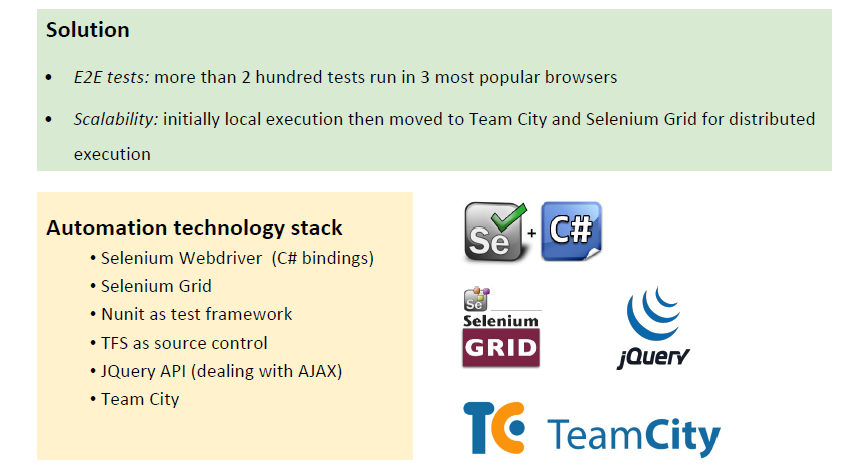 Solution
• E2E tests: more than 2 hundred tests run in 3 most popular browsers
• Scalability: initially local execution then moved to Team City and Selenium Grid for distributed
execution
Automation technology stack
• Selenium Webdriver (C# bindings)
• Selenium Grid
• Nunit as test framework
• TFS as source control
• JQuery API (dealing with AJAX)
• Team City
Se + C#
Se
Selenium
GRID
jQuery
TC TeamCity